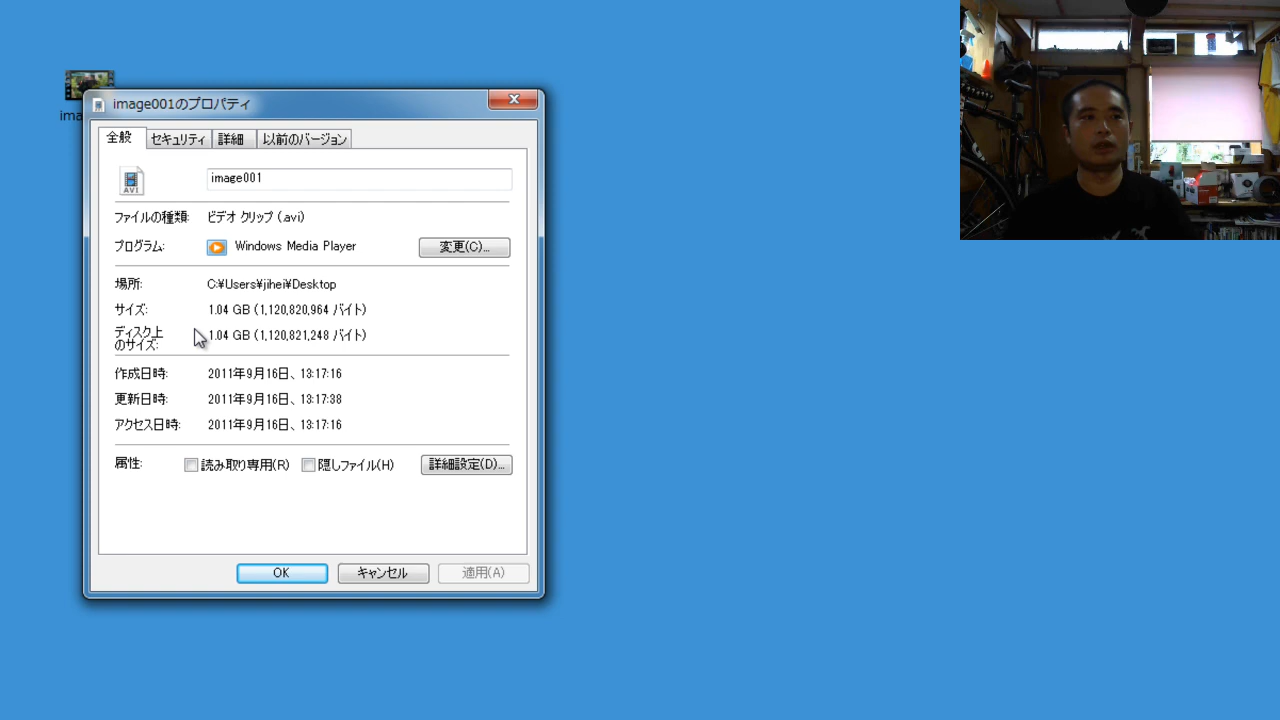 ima
image001のプロパティ
全般 セキュリティ 詳細 以前のバージョン
AVI
image001
ファイルの種類: ビデオ クリップ (.avi)
プログラム: Windows Media Player 変更(C)...
場所: C:¥Users¥jihei¥Desktop
サイズ: 1.04 GB (1,120,820,964 バイト)
ディスク上
のサイズ: 1.04 GB (1,120,821,248 バイト)
作成日時: 2011年9月16日、13:17:16
更新日時: 2011年9月16日、13:17:38
アクセス日時: 2011年9月16日、13:17:16
属性: 読み取り専用(R) 隠しファイル(H) 詳細設定(D)...
OK キャンセル 適用(A)